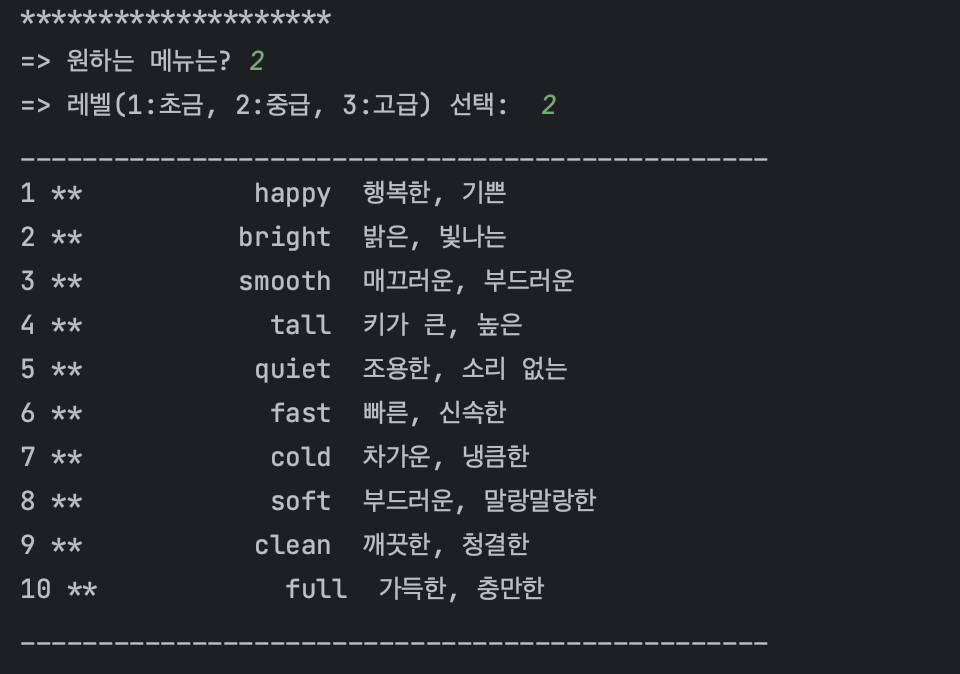 ********************
=> 원하는 메뉴는? 2
=> 레벨(1:초금, 2:중급, 3:고급) 선택: 2
________________________________________________
1 ** happy 행복한, 기쁜
2 ** bright 밝은, 빛나는
3 ** smooth 매끄러운, 부드러운
4 ** tall 키가 큰, 높은
5 ** quiet 조용한, 소리 없는
6 ** fast 빠른, 신속한
7 ** cold 차가운, 냉큼한
8 ** soft 부드러운, 말랑말랑한
9 ** clean 깨끗한, 청결한
10 ** full 가득한, 충만한
________________________________________________